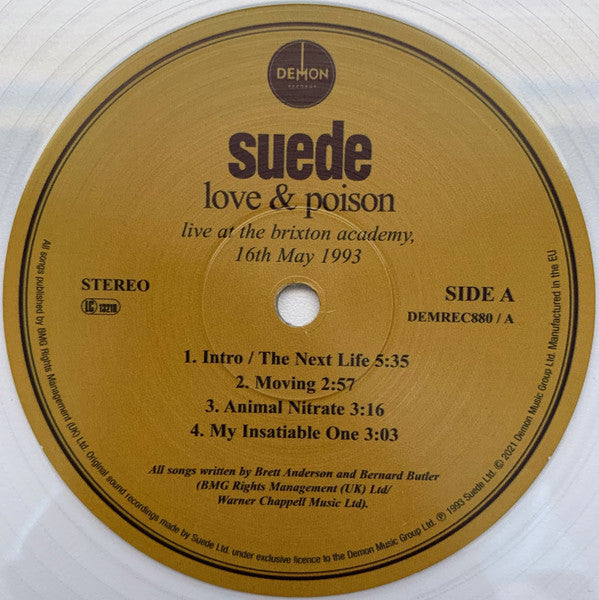 DEMON
RECORDS
suede
love & poison
live at the brixton academy,
16th May 1993
STEREO
LC 13218
SIDE A
DEMREC880 / A
1. Intro / The Next Life 5:35
2. Moving 2:57
3. Animal Nitrate 3:16
4. My Insatiable One 3:03
All songs written by Brett Anderson and Bernard Butler
(BMG Rights Management (UK) Ltd/
Warner Chappell Music Ltd).
All songs published by BMG Rights Management (UK) Ltd. Original sound recordings made by Suede Ltd. under exclusive licence to the Demon Music Group Ltd. ℗ 1993 Suede Ltd. © 2021 Demon Music Group Ltd. Manufactured in the EU